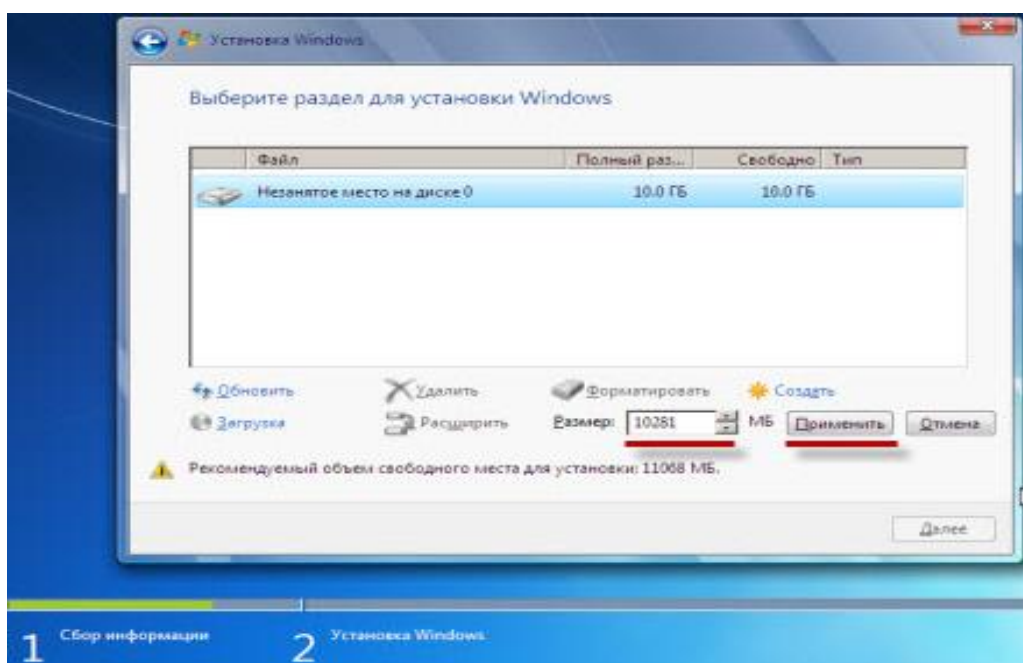 Установка Windows
Выберите раздел для установки Windows
Файл Полный раз... Свободно Тип
Незанятое место на диске 0 10.0 ГБ 10.0 ГБ
Обновить Удалить Форматировать Создать
Загрузка Расширить Размер: 10281 МБ Применить Отмена
Рекомендуемый объем свободного места для установки: 11068 МБ.
Далее
1 Сбор информации 2 Установка Windows